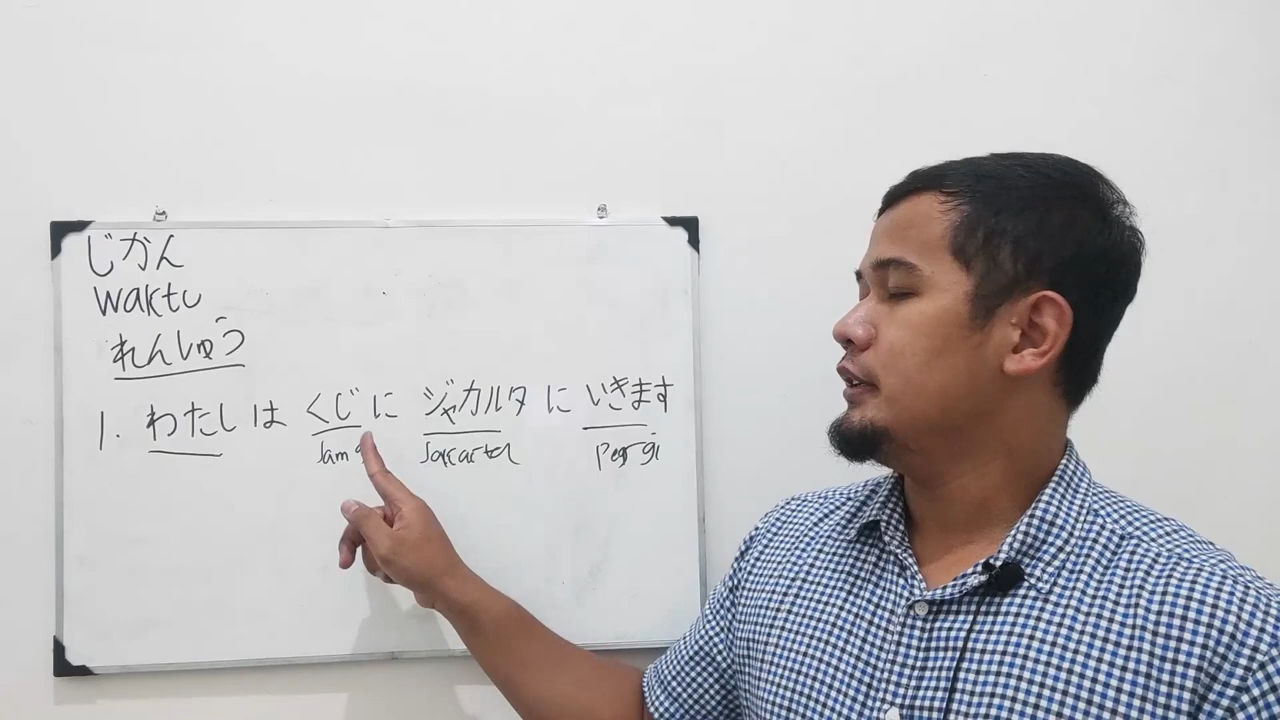 じかん
waktu
れんしゅう
1. わたし は くじ に ジャカルタ に いきます
Jam Jakarta pergi